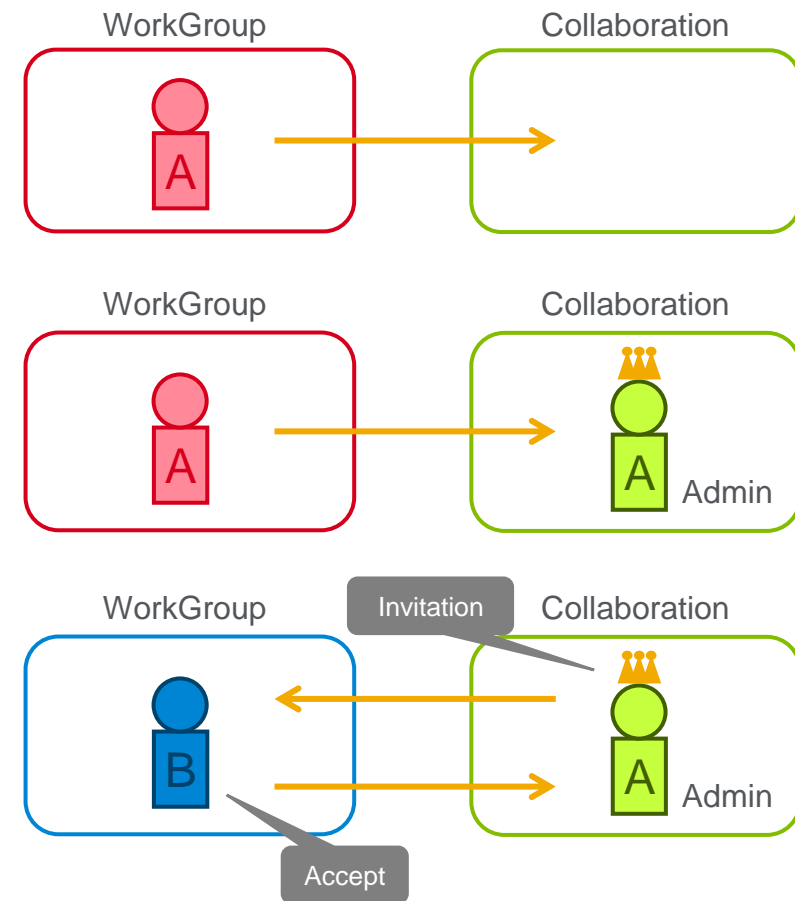 WorkGroup
Collaboration
A
WorkGroup
Collaboration
A
A
Admin
WorkGroup
Invitation
Collaboration
B
A
Admin
Accept